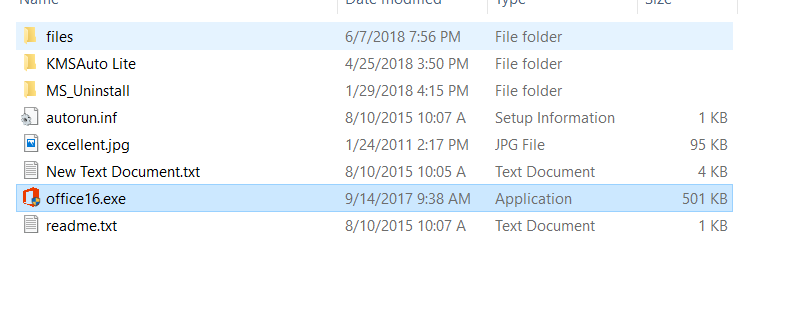 Name Date modified Type Size
files 6/7/2018 7:56 PM File folder
KMSAuto Lite 4/25/2018 3:50 PM File folder
MS_Uninstall 1/29/2018 4:15 PM File folder
autorun.inf 8/10/2015 10:07 A Setup Information 1 KB
excellent.jpg 1/24/2011 2:17 PM JPG File 95 KB
New Text Document.txt 8/10/2015 10:05 A Text Document 4 KB
office16.exe 9/14/2017 9:38 AM Application 501 KB
readme.txt 8/10/2015 10:07 A Text Document 1 KB